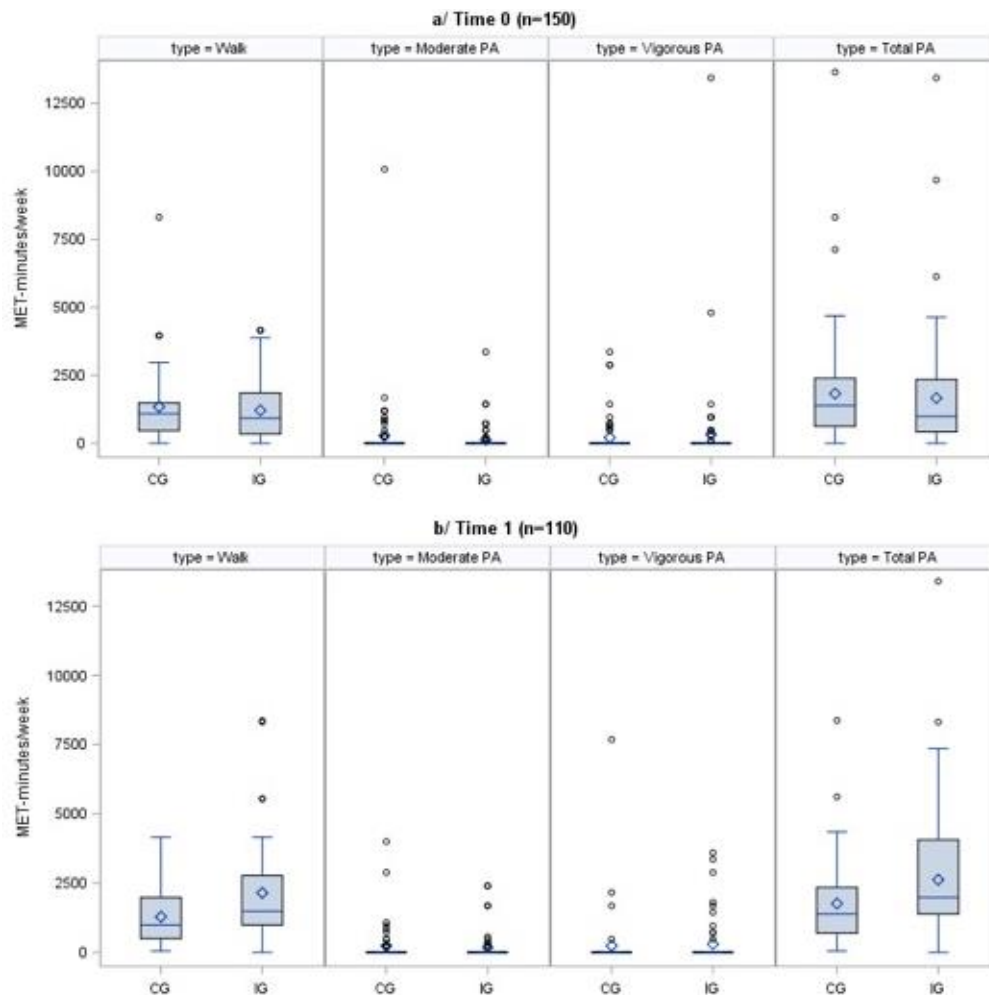 a/ Time 0 (n=150)
type = Walk type = Moderate PA type = Vigorous PA type = Total PA
12500
10000
7500
5000
2500
0
MET-minutes/week
CG IG CG IG CG IG CG IG
b/ Time 1 (n=110)
type = Walk type = Moderate PA type = Vigorous PA type = Total PA
12500
10000
7500
5000
2500
0
MET-minutes/week
CG IG CG IG CG IG CG IG